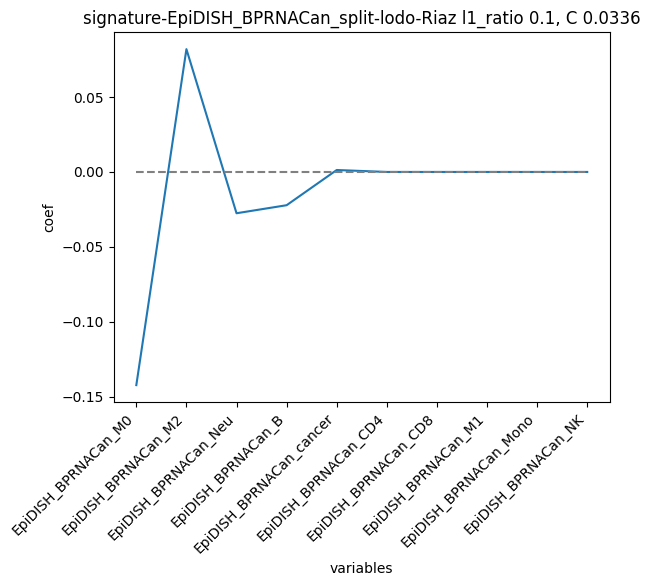 signature-EpiDISH_BPRNACan_split-lodo-Riaz l1_ratio 0.1, C 0.0336
coef
0.05
0.00
−0.05
−0.10
−0.15
EpiDISH_BPRNACan_M0
EpiDISH_BPRNACan_M2
EpiDISH_BPRNACan_Neu
EpiDISH_BPRNACan_B
EpiDISH_BPRNACan_cancer
EpiDISH_BPRNACan_CD4
EpiDISH_BPRNACan_CD8
EpiDISH_BPRNACan_M1
EpiDISH_BPRNACan_Mono
EpiDISH_BPRNACan_NK
variables